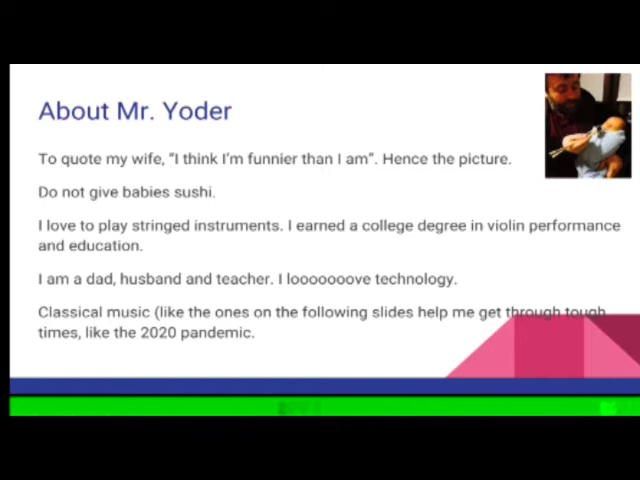 About Mr. Yoder
To quote my wife, “I think I’m funnier than I am”. Hence the picture.
Do not give babies sushi.
I love to play stringed instruments. I earned a college degree in violin performance
and education.
I am a dad, husband and teacher. I looooooove technology.
Classical music (like the ones on the following slides help me get through tough
times, like the 2020 pandemic.